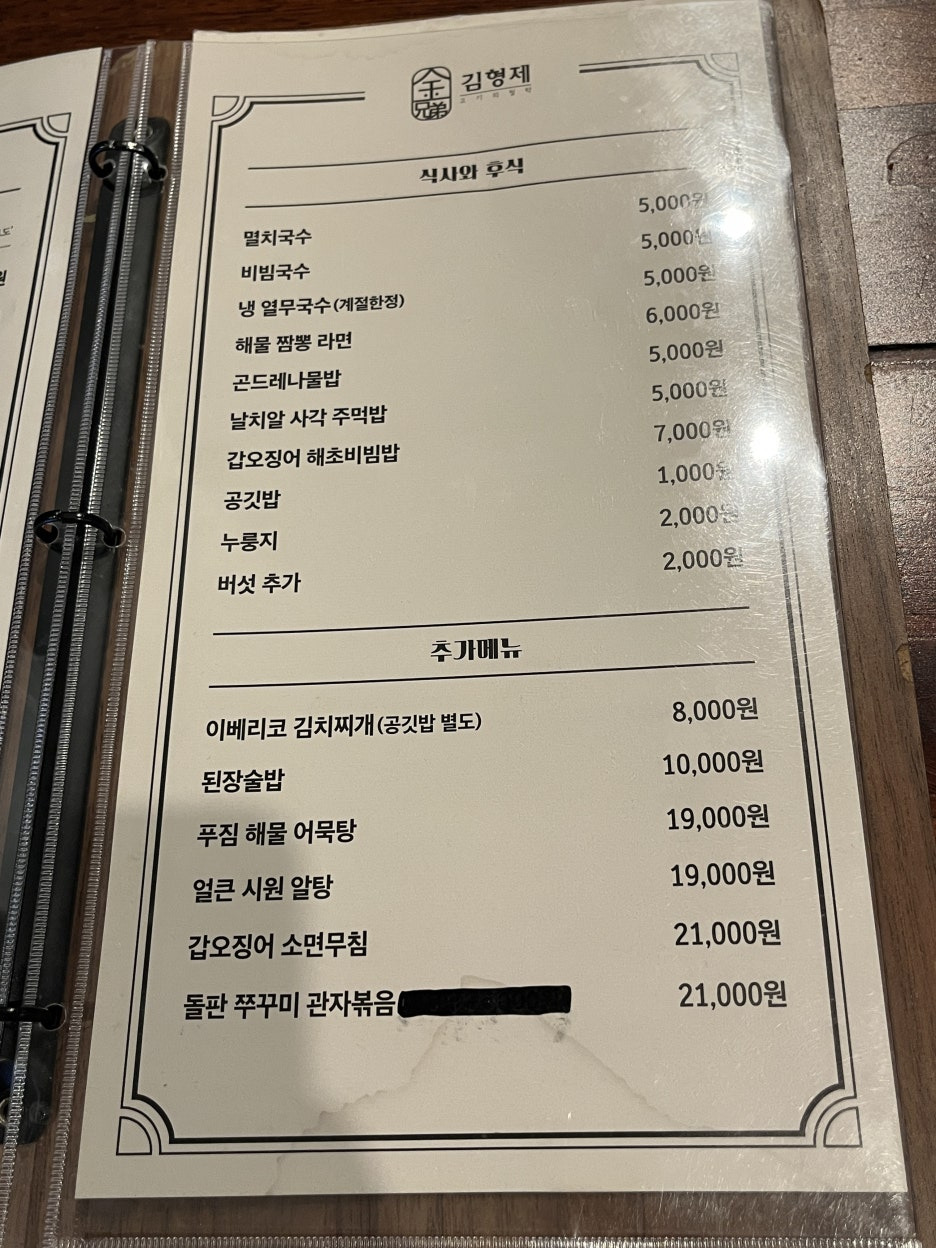 金兄弟 김형제
고기의 철학
식사와 후식
멸치국수 5,000원
비빔국수 5,000원
냉 열무국수(계절한정) 5,000원
해물 짬뽕 라면 6,000원
곤드레나물밥 5,000원
날치알 사각 주먹밥 5,000원
갑오징어 해초비빔밥 7,000원
공깃밥 1,000원
누룽지 2,000원
버섯 추가 2,000원
추가메뉴
이베리코 김치찌개(공깃밥 별도) 8,000원
된장술밥 10,000원
푸짐 해물 어묵탕 19,000원
얼큰 시원 알탕 19,000원
갑오징어 소면무침 21,000원
돌판 쭈꾸미 관자볶음 21,000원